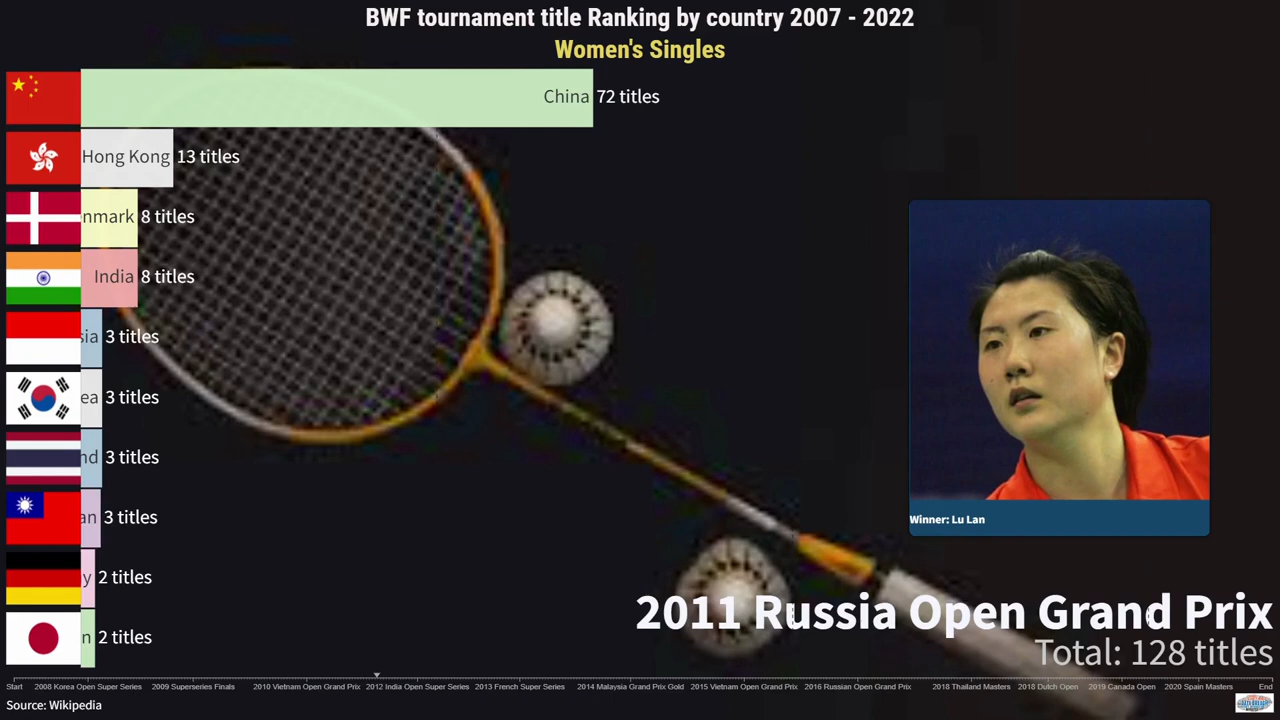 BWF tournament title Ranking by country 2007 - 2022
Women's Singles
China 72 titles
Hong Kong 13 titles
nmark 8 titles
India 8 titles
sia 3 titles
ea 3 titles
nd 3 titles
an 3 titles
y 2 titles
n 2 titles
Winner: Lu Lan
2011 Russia Open Grand Prix
Total: 128 titles
Start 2008 Korea Open Super Series 2009 Superseries Finals 2010 Vietnam Open Grand Prix 2012 India Open Super Series 2013 French Super Series 2014 Malaysia Grand Prix Gold 2015 Vietnam Open Grand Prix 2016 Russian Open Grand Prix 2018 Thailand Masters 2018 Dutch Open 2019 Canada Open 2020 Spain Masters End
Source: Wikipedia